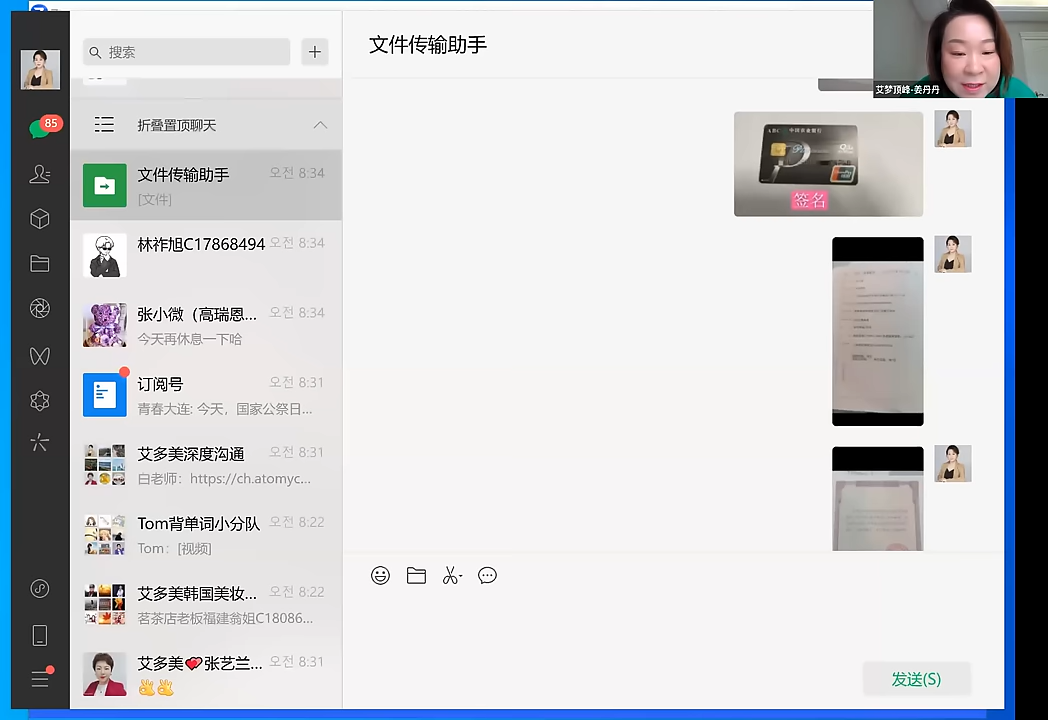 搜索
文件传输助手
折叠置顶聊天
85
文件传输助手
오전 8:34
[文件]
林祚旭C17868494
오전 8:34
张小微（高瑞恩...
오전 8:34
今天再休息一下哈
订阅号
오전 8:31
青春大连: 今天，国家公祭日...
艾多美深度沟通
오전 8:31
白老师：https://ch.atomyc...
Tom背单词小分队
오전 8:22
Tom：[视频]
艾多美韩国美妆...
오전 8:22
茗茶店老板福建翁姐C18086...
艾多美💕张艺兰...
오전 8:31
👌👌
ABC 中国农业银行
签名
发送(S)
艾梦顶峰-姜丹丹